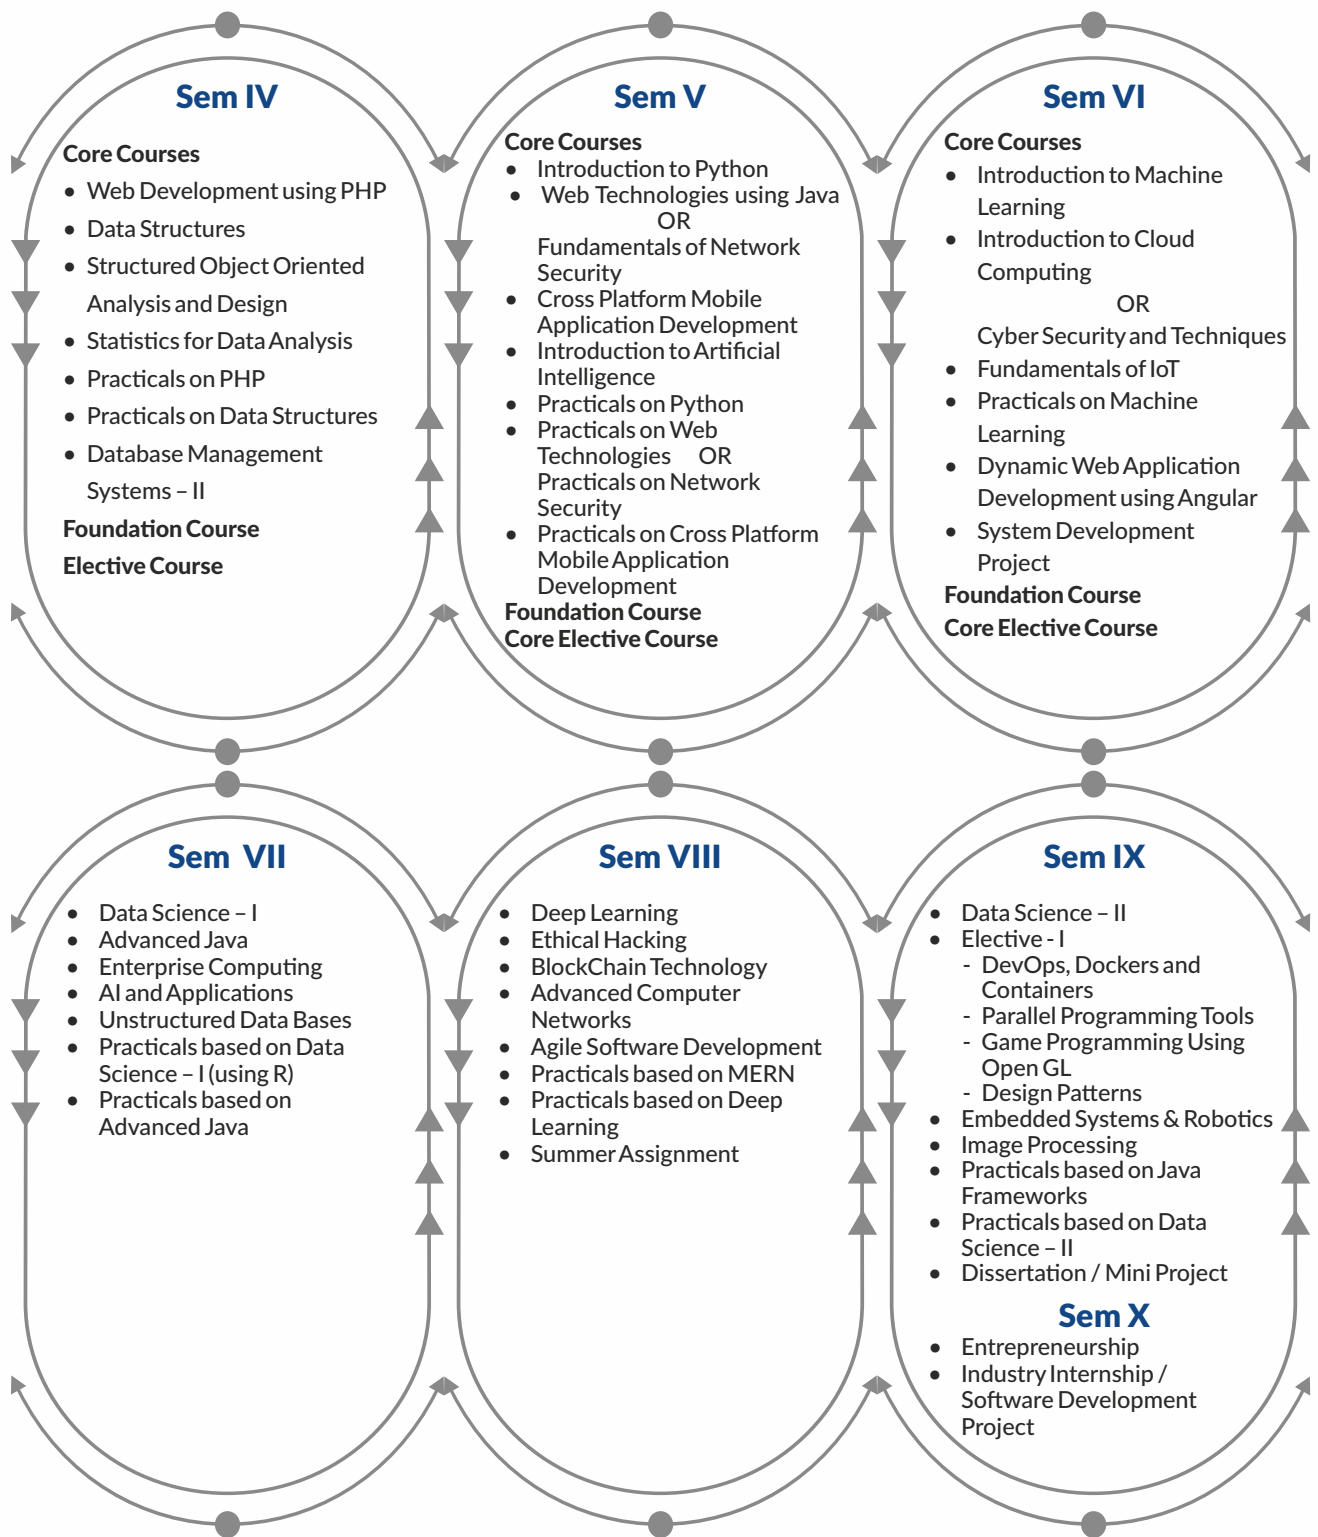 Sem IV
Core Courses
• Web Development using PHP
• Data Structures
• Structured Object Oriented
Analysis and Design
• Statistics for Data Analysis
• Practicals on PHP
• Practicals on Data Structures
• Database Management
Systems – II
Foundation Course
Elective Course
Sem V
Core Courses
• Introduction to Python
• Web Technologies using Java
OR
Fundamentals of Network
Security
• Cross Platform Mobile
Application Development
• Introduction to Artificial
Intelligence
• Practicals on Python
• Practicals on Web
Technologies OR
Practicals on Network
Security
• Practicals on Cross Platform
Mobile Application
Development
Foundation Course
Core Elective Course
Sem VI
Core Courses
• Introduction to Machine
Learning
• Introduction to Cloud
Computing
OR
Cyber Security and Techniques
• Fundamentals of IoT
• Practicals on Machine
Learning
• Dynamic Web Application
Development using Angular
• System Development
Project
Foundation Course
Core Elective Course
Sem VII
• Data Science – I
• Advanced Java
• Enterprise Computing
• AI and Applications
• Unstructured Data Bases
• Practicals based on Data
Science – I (using R)
• Practicals based on
Advanced Java
Sem VIII
• Deep Learning
• Ethical Hacking
• BlockChain Technology
• Advanced Computer
Networks
• Agile Software Development
• Practicals based on MERN
• Practicals based on Deep
Learning
• Summer Assignment
Sem IX
• Data Science – II
• Elective - I
- DevOps, Dockers and
Containers
- Parallel Programming Tools
- Game Programming Using
Open GL
- Design Patterns
• Embedded Systems & Robotics
• Image Processing
• Practicals based on Java
Frameworks
• Practicals based on Data
Science – II
• Dissertation / Mini Project
Sem X
• Entrepreneurship
• Industry Internship /
Software Development
Project